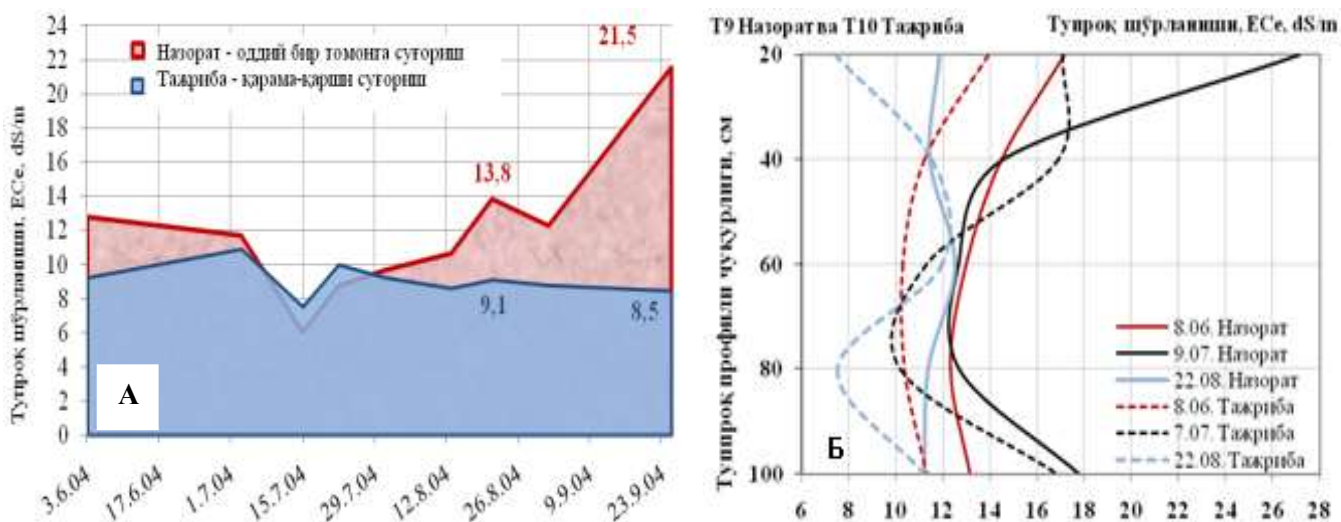 24
22
20
18
16
14
12
10
8
6
4
2
0
Тупроқ шўрланиши, ECe, dS/m
Назорат - оддий бир томонга суғориш
Тажриба - қарама-қарши суғориш
21,5
13,8
9,1
8,5
А
3.6.04
17.6.04
1.7.04
15.7.04
29.7.04
12.8.04
26.8.04
9.9.04
23.9.04
Т9 Назорат ва Т10 Тажриба
Тупроқ шўрланиши, ECe, dS/m
20
40
60
80
100
Туппроқ профили чуқурлиги, см
8.06. Назорат
9.07. Назорат
22.08. Назорат
8.06. Тажриба
7.07. Тажриба
22.08. Тажриба
Б
6 8 10 12 14 16 18 20 22 24 26 28